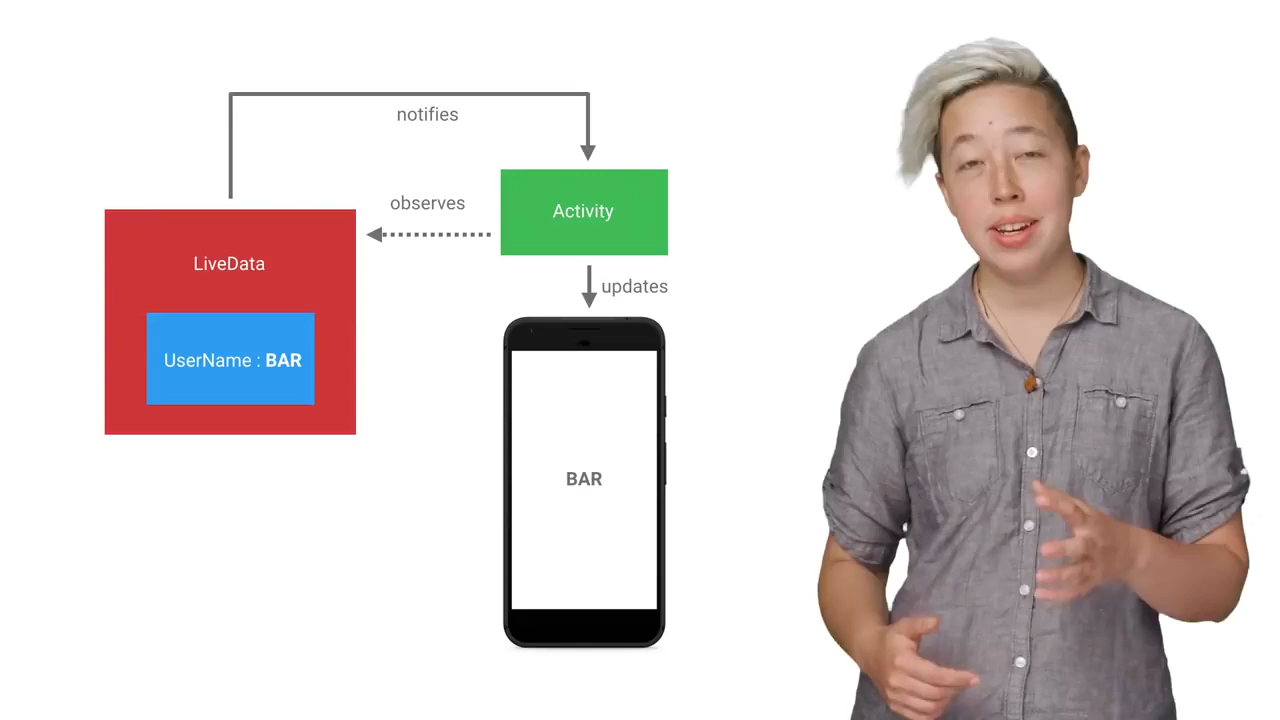 notifies
observes
Activity
LiveData
updates
UserName : BAR
BAR